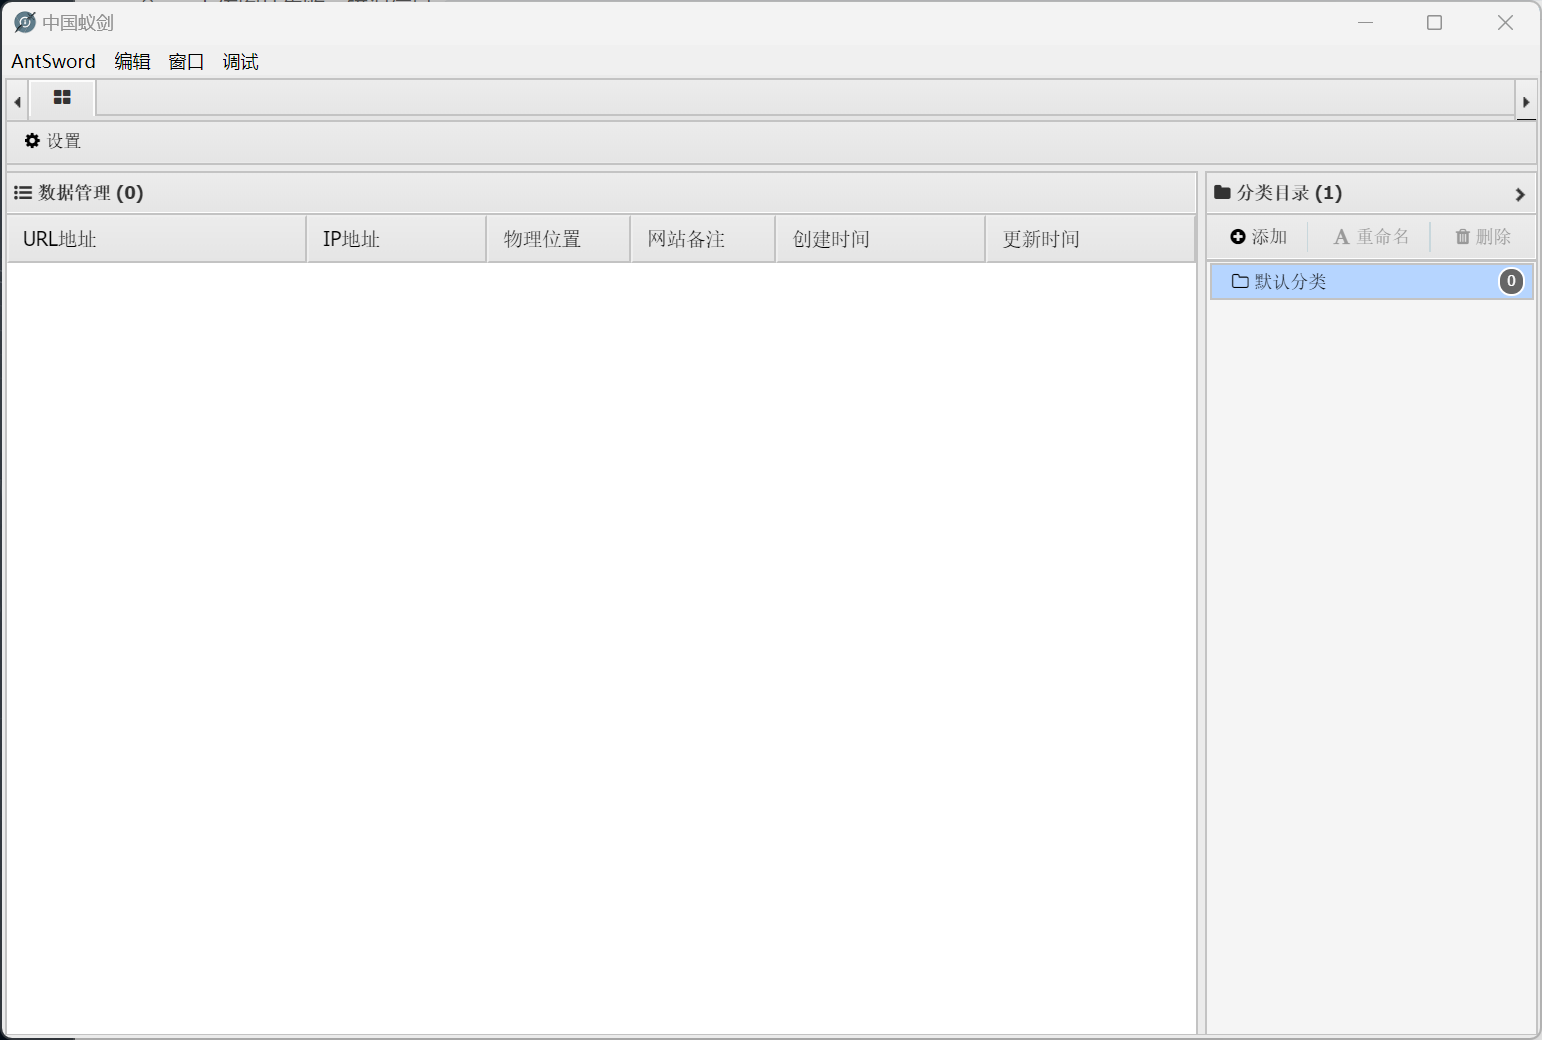 中国蚁剑
AntSword 编辑 窗口 调试
设置
数据管理 (0)
URL地址 IP地址 物理位置 网站备注 创建时间 更新时间
分类目录 (1)
添加 A 重命名 删除
默认分类 0